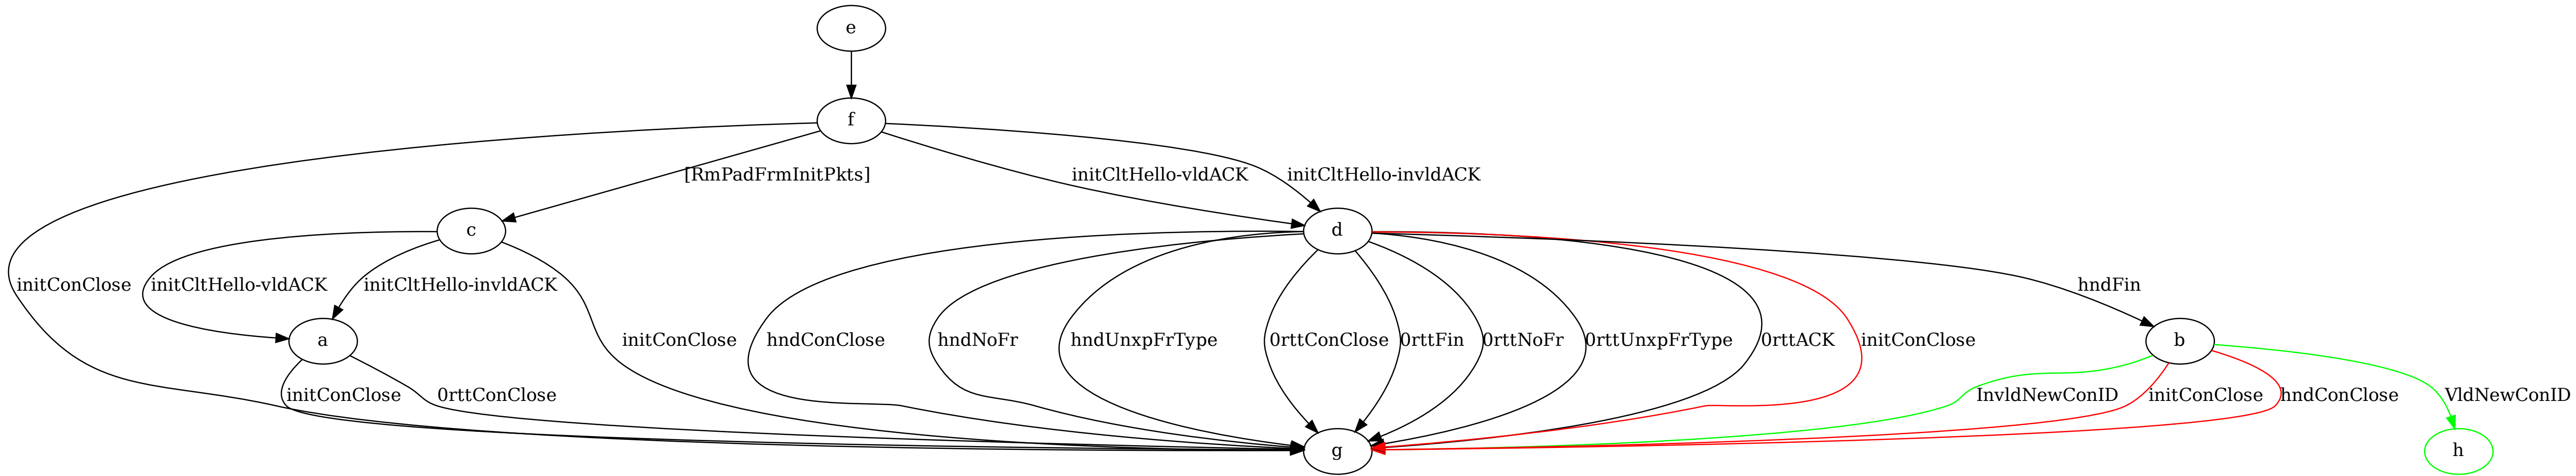 e
f
[RmPadFrmInitPkts]
initCltHello-vldACK
initCltHello-invldACK
c
d
initConClose
initCltHello-vldACK
initCltHello-invldACK
hndFin
a
initConClose
hndConClose
hndNoFr
hndUnxpFrType
0rttConClose
0rttFin
0rttNoFr
0rttUnxpFrType
0rttACK
initConClose
b
initConClose
0rttConClose
InvldNewConID
initConClose
hndConClose
VldNewConID
g
h